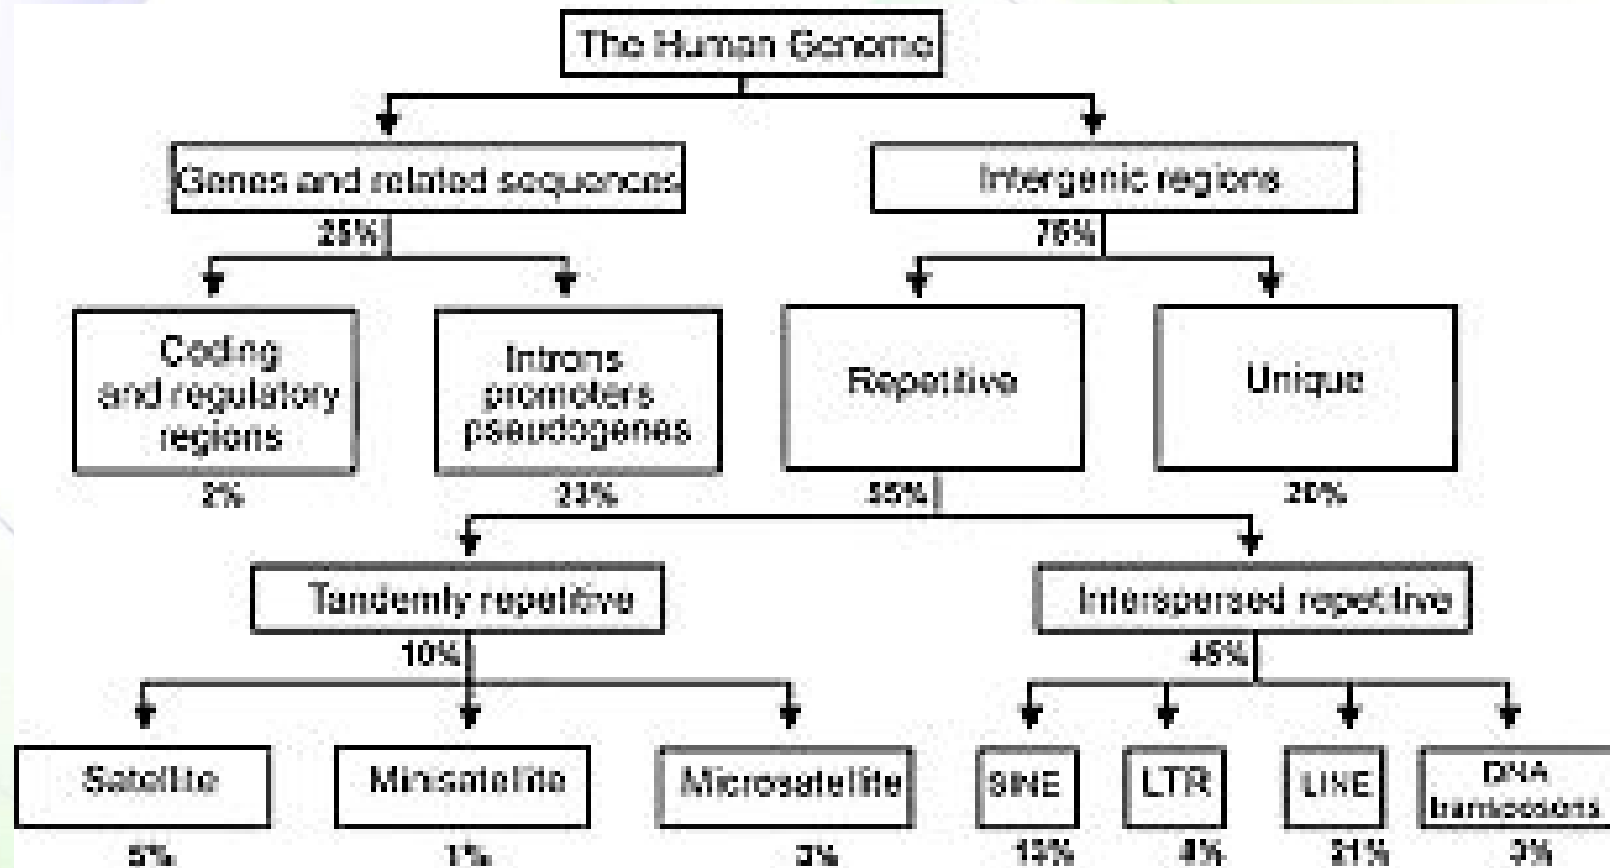 The Human Genome
Genes and related sequences
Intergenic regions
25%
75%
Coding
and regulatory
regions
Introns
promoters
pseudogenes
Repetitive
Unique
2%
23%
55%
20%
Tandemly repetitive
Interspersed repetitive
10%
45%
Satellite
Minisatellite
Microsatellite
SINE
LTR
LINE
DNA
transposons
1%
13%
8%
21%
3%